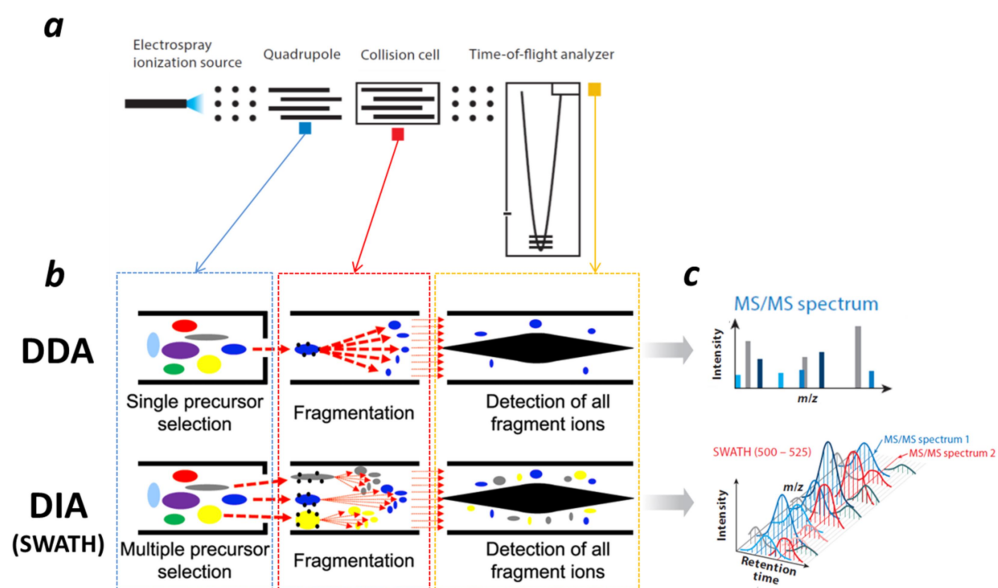 a
Electrospray
ionization source
Quadrupole
Collision cell
Time-of-flight analyzer
b
c
DDA
Single precursor
selection
Fragmentation
Detection of all
fragment ions
MS/MS spectrum
Intensity
m/z
DIA
(SWATH)
Multiple precursor
selection
Fragmentation
Detection of all
fragment ions
SWATH (500 – 525)
MS/MS spectrum 1
MS/MS spectrum 2
m/z
Intensity
Retention
time